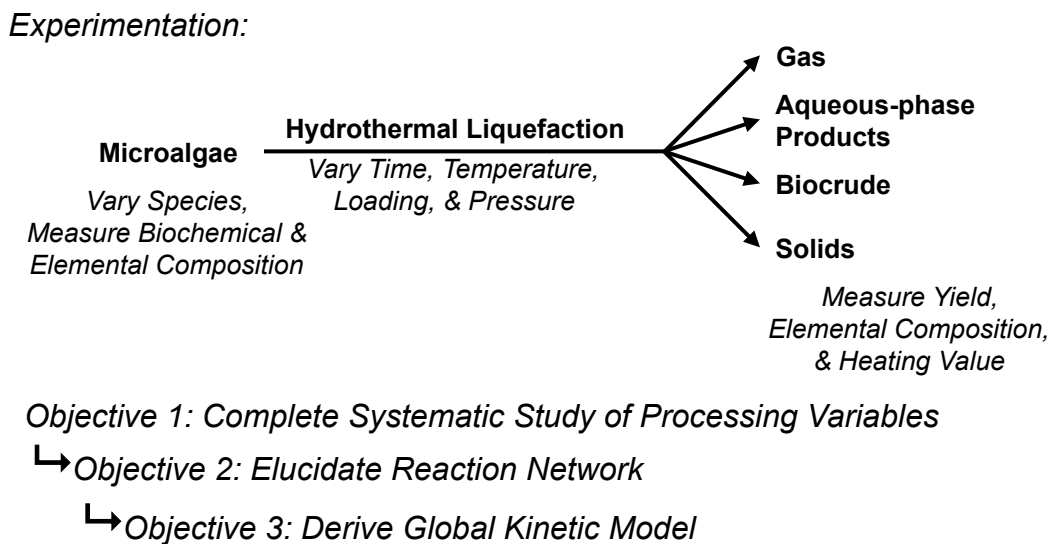 Experimentation:
Gas
Aqueous-phase
Products
Hydrothermal Liquefaction
Microalgae
Vary Time, Temperature,
Loading, & Pressure
Biocrude
Vary Species,
Measure Biochemical &
Elemental Composition
Solids
Measure Yield,
Elemental Composition,
& Heating Value
Objective 1: Complete Systematic Study of Processing Variables
Objective 2: Elucidate Reaction Network
Objective 3: Derive Global Kinetic Model